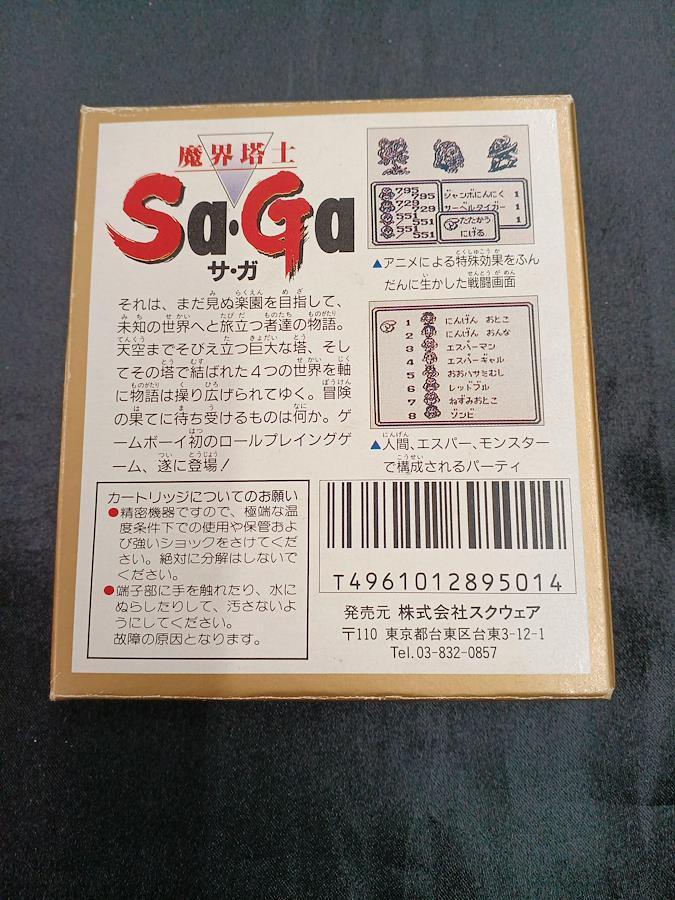 魔界塔士
Sa・Ga
サ・ガ
それは、まだ見ぬ楽園を目指して、
未知の世界へと旅立つ者達の物語。
天空までそびえ立つ巨大な塔、そし
てその塔で結ばれた4つの世界を軸
に物語は操り広げられてゆく。冒険
の果てに待ち受けるものは何か。ゲ
ームボーイ初のロールプレイングゲ
ーム、遂に登場！
795
795
729
729
551
551
551
551
ジャンボにんにく 1
サーベルタイガー 1
1
たたかう
にげる
▲アニメによる特殊効果をふん
だんに生かした戦闘画面
1 にんげん おとこ
2 にんげん おんな
3 エスパーマン
4 エスパーギャル
5 おおハサミむし
6 レッドブル
7 ねずみおとこ
8 ゾンビ
▲人間、エスパー、モンスター
で構成されるパーティ
カートリッジについてのお願い
●精密機器ですので、極端な温
度条件下での使用や保管およ
び強いショックをさけてくだ
さい。絶対に分解はしないで
ください。
●端子部に手を触れたり、水に
ぬらしたりして、汚さないよ
うにしてください。
故障の原因となります。
T4961012895014
発売元 株式会社スクウェア
〒110 東京都台東区台東3-12-1
Tel.03-832-0857